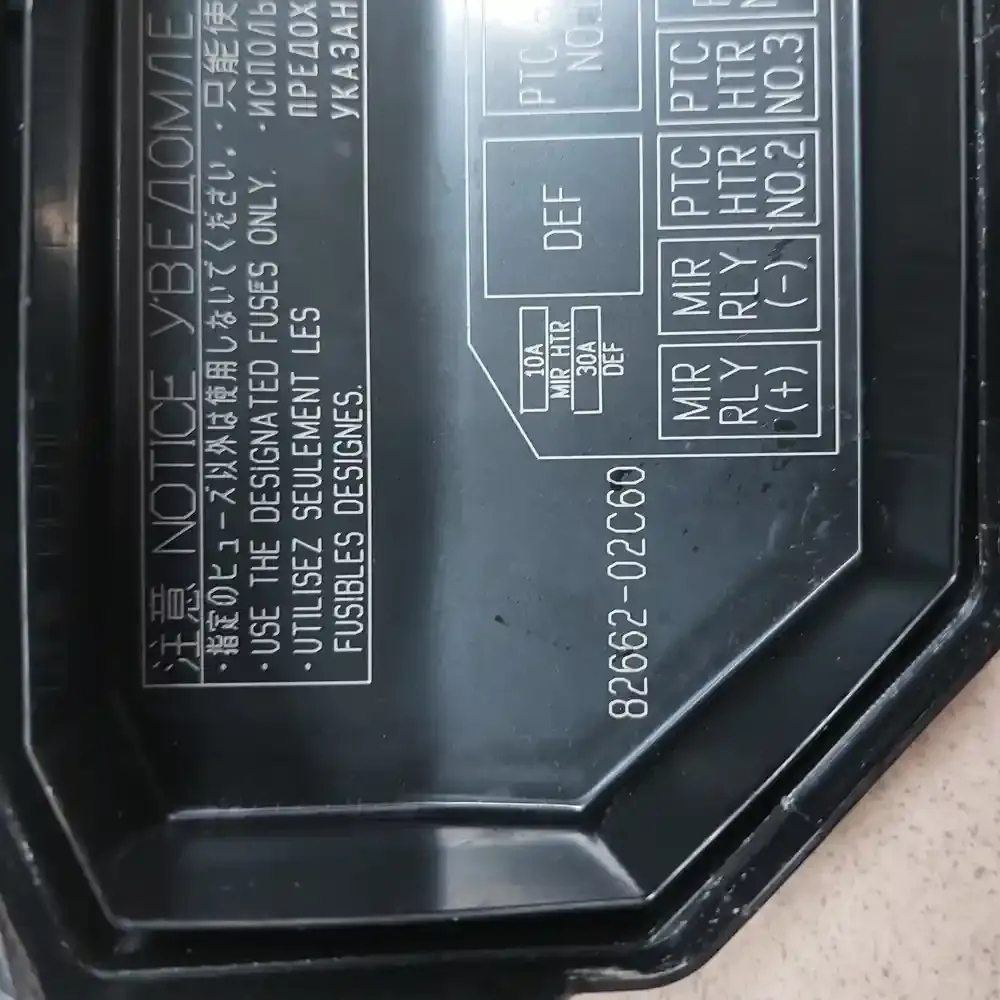 注意 NOTICE УВЕДОМЛЕ
・指定のヒューズ以外は使用しないでください。・只能使
・USE THE DESIGNATED FUSES ONLY. ・ИСПОЛЬ
・UTILISEZ SEULEMENT LES ПРЕДОХ
FUSIBLES DESIGNES. УКАЗАН
PTC
NO.1
DEF
10A
MIR HTR
30A
DEF
PTC
HTR
NO.3
PTC
HTR
NO.2
MIR
RLY
(-)
MIR
RLY
(+)
82662-02C60